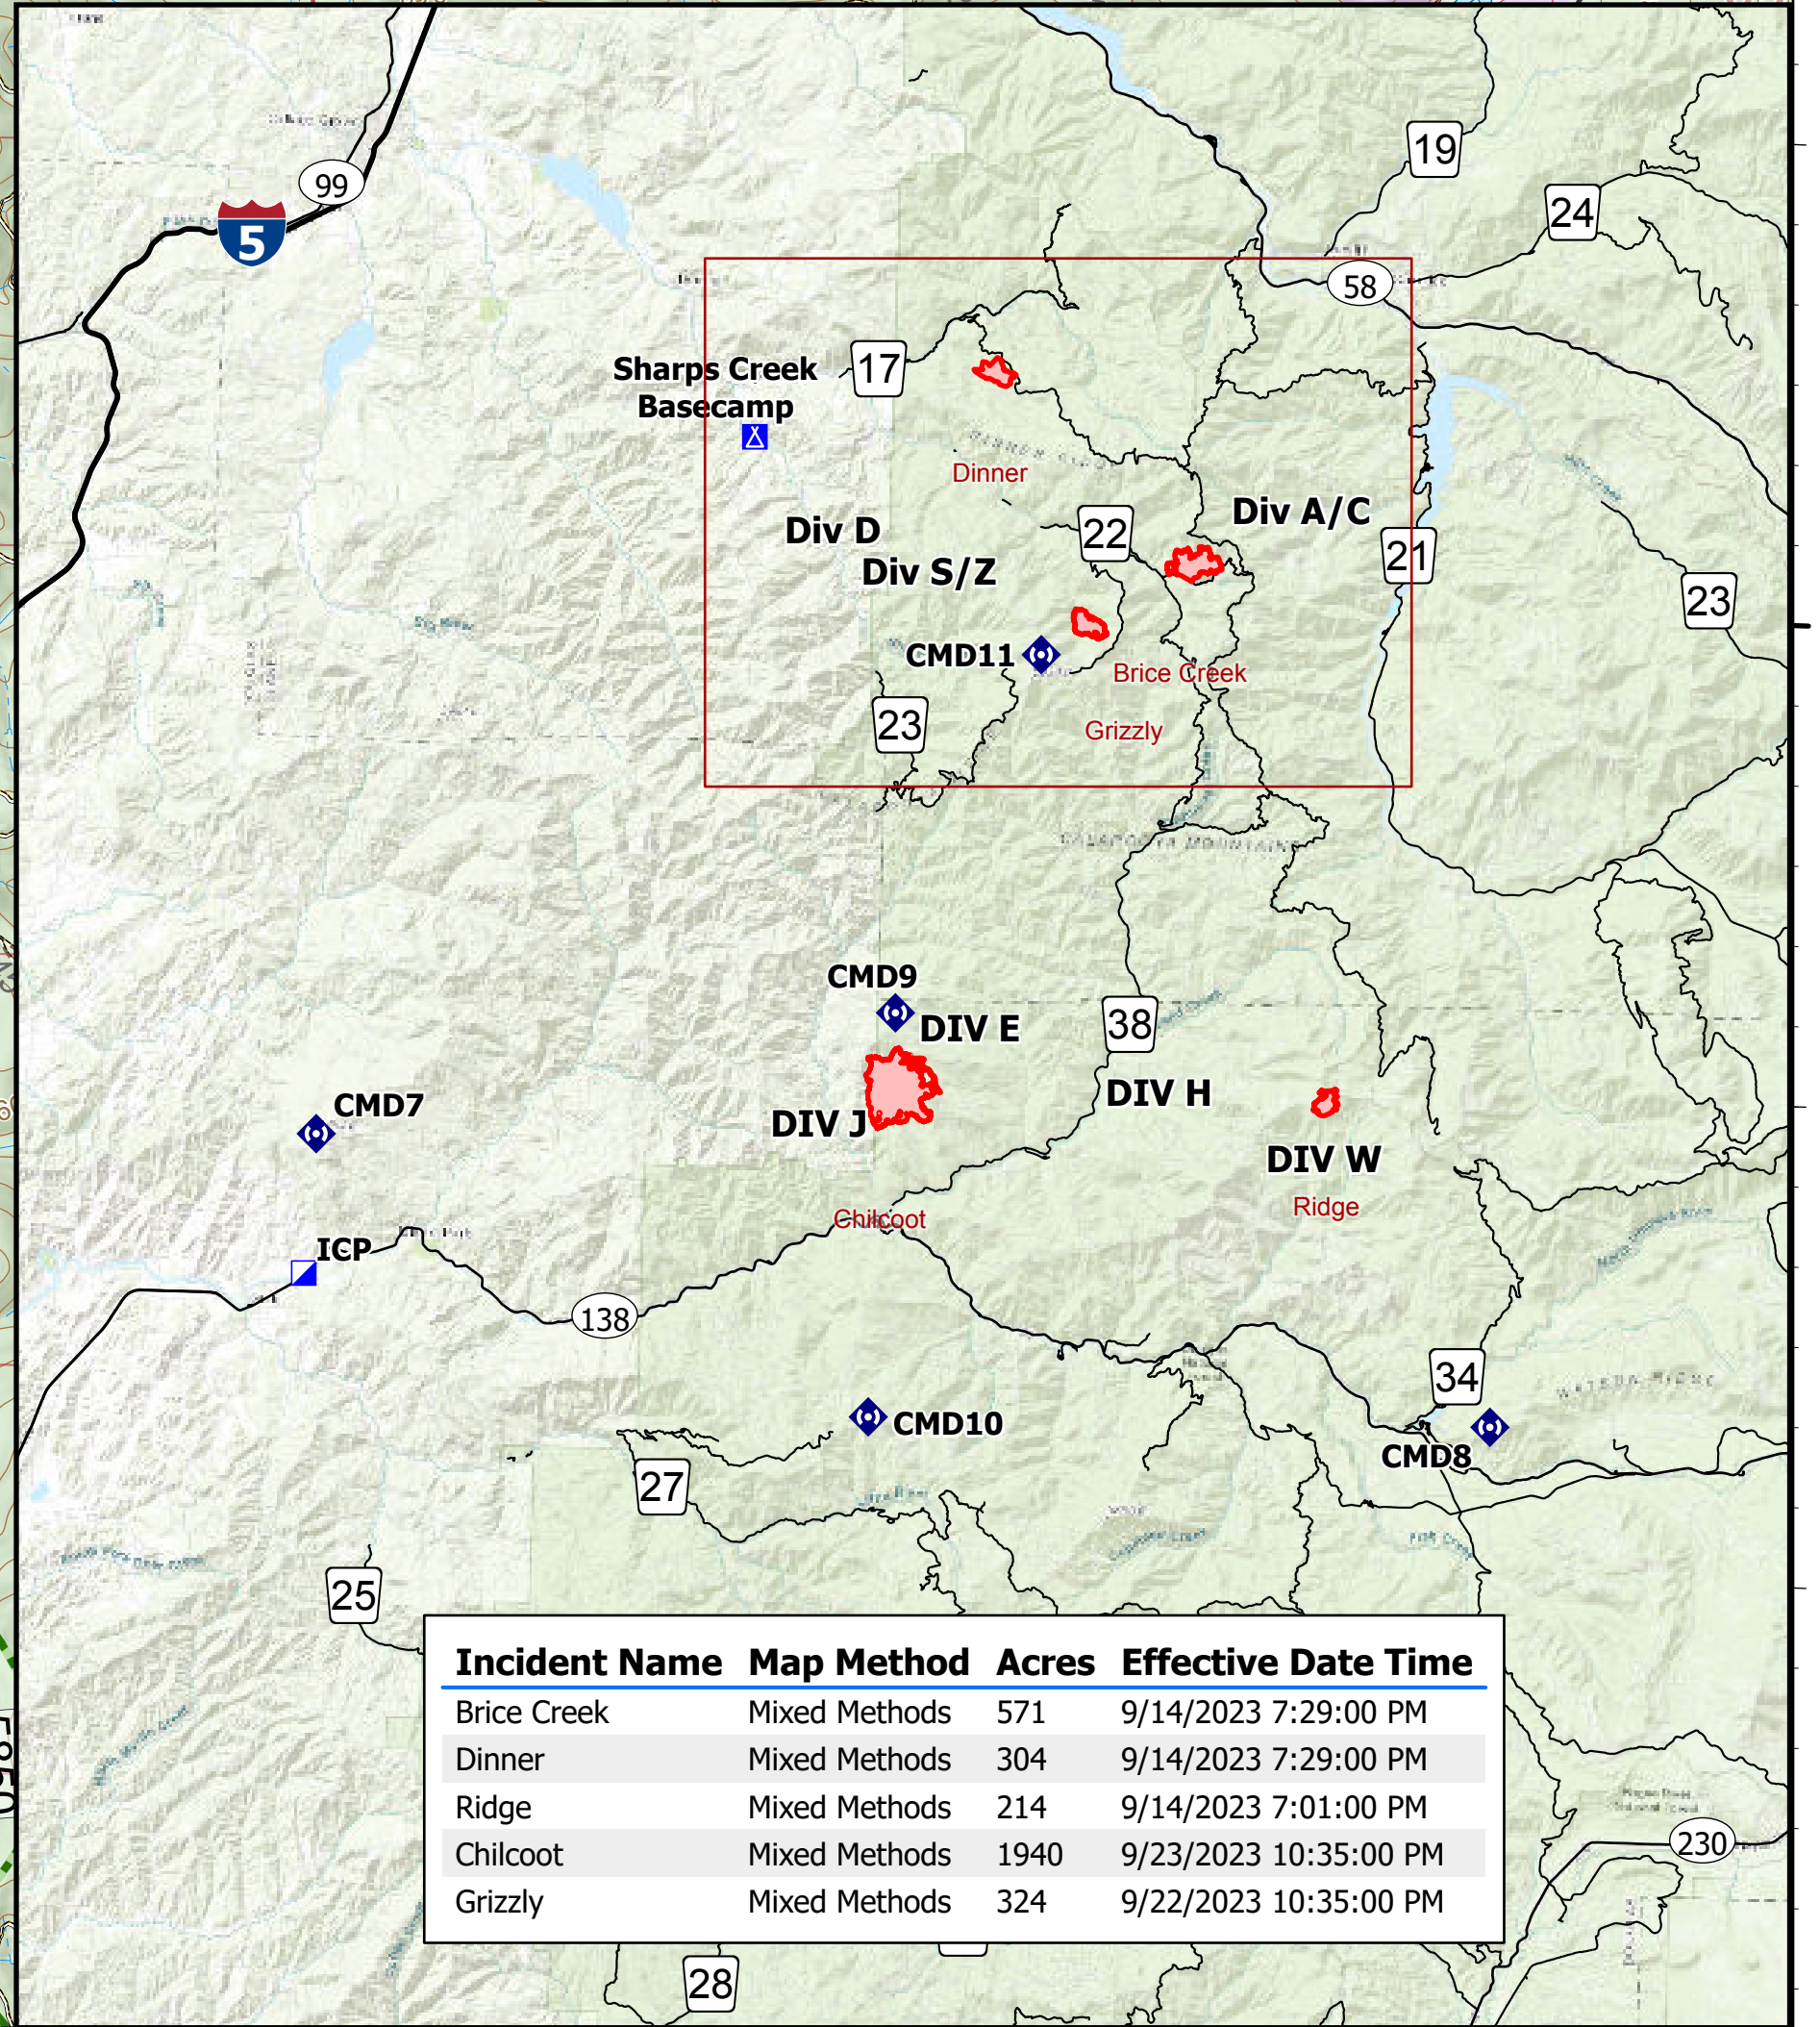 99
5
19
24
58
Sharps Creek
Basecamp
17
Dinner
22
Div A/C
Div D
Div S/Z
21
23
CMD11
Brice Creek
23
Grizzly
CALAPOOYA MOUNTAINS
CMD9
DIV E
38
CMD7
DIV H
DIV J
DIV W
Ridge
Chilcoot
ICP
138
34
WATSON RIDGE
CMD10
CMD8
27
25
Incident Name Map Method Acres Effective Date Time
Brice Creek Mixed Methods 571 9/14/2023 7:29:00 PM
Dinner Mixed Methods 304 9/14/2023 7:29:00 PM
Ridge Mixed Methods 214 9/14/2023 7:01:00 PM
Chilcoot Mixed Methods 1940 9/23/2023 10:35:00 PM
Grizzly Mixed Methods 324 9/22/2023 10:35:00 PM
230
28